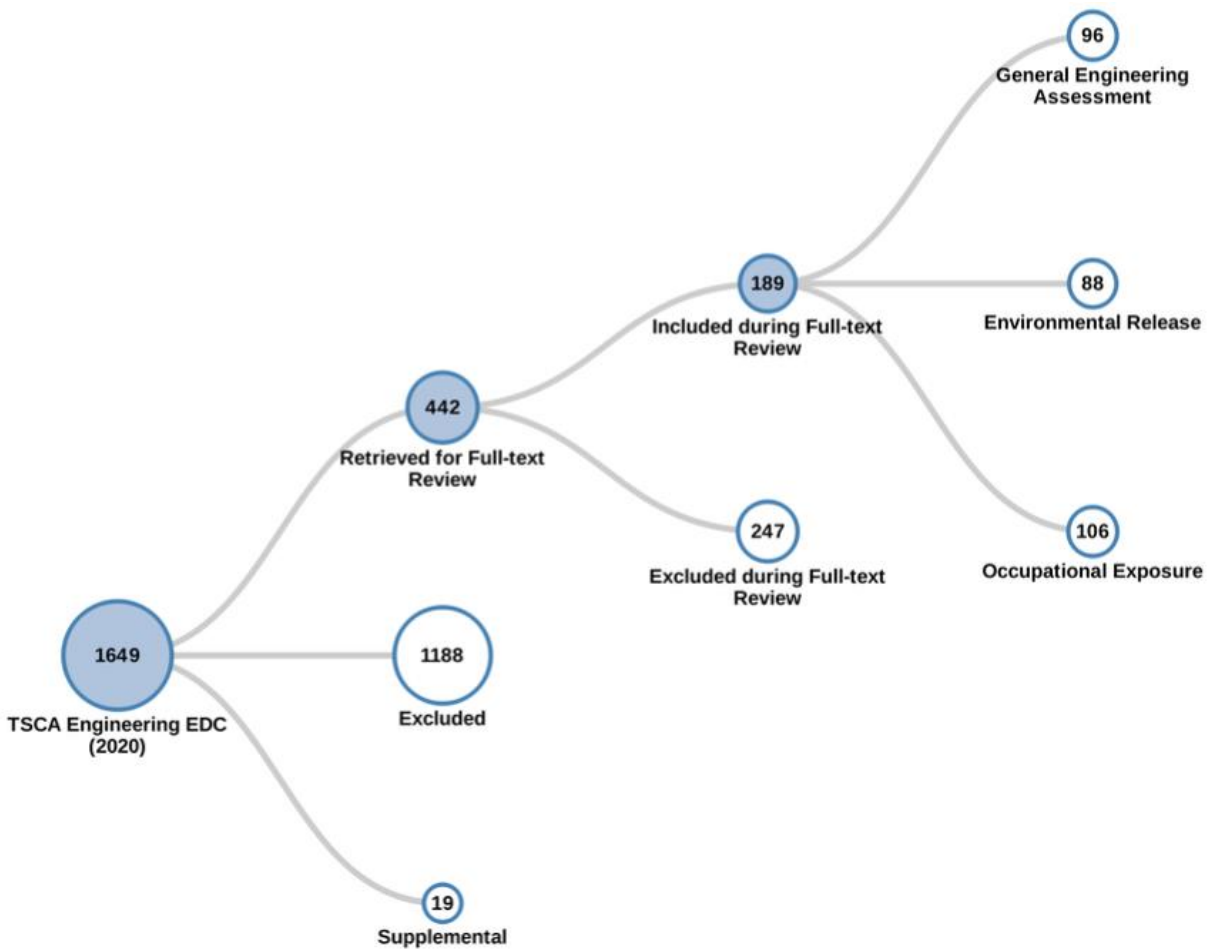 96
General Engineering
Assessment
189
Included during Full-text
Review
88
Environmental Release
442
Retrieved for Full-text
Review
247
Excluded during Full-text
Review
106
Occupational Exposure
1649
TSCA Engineering EDC
(2020)
1188
Excluded
19
Supplemental